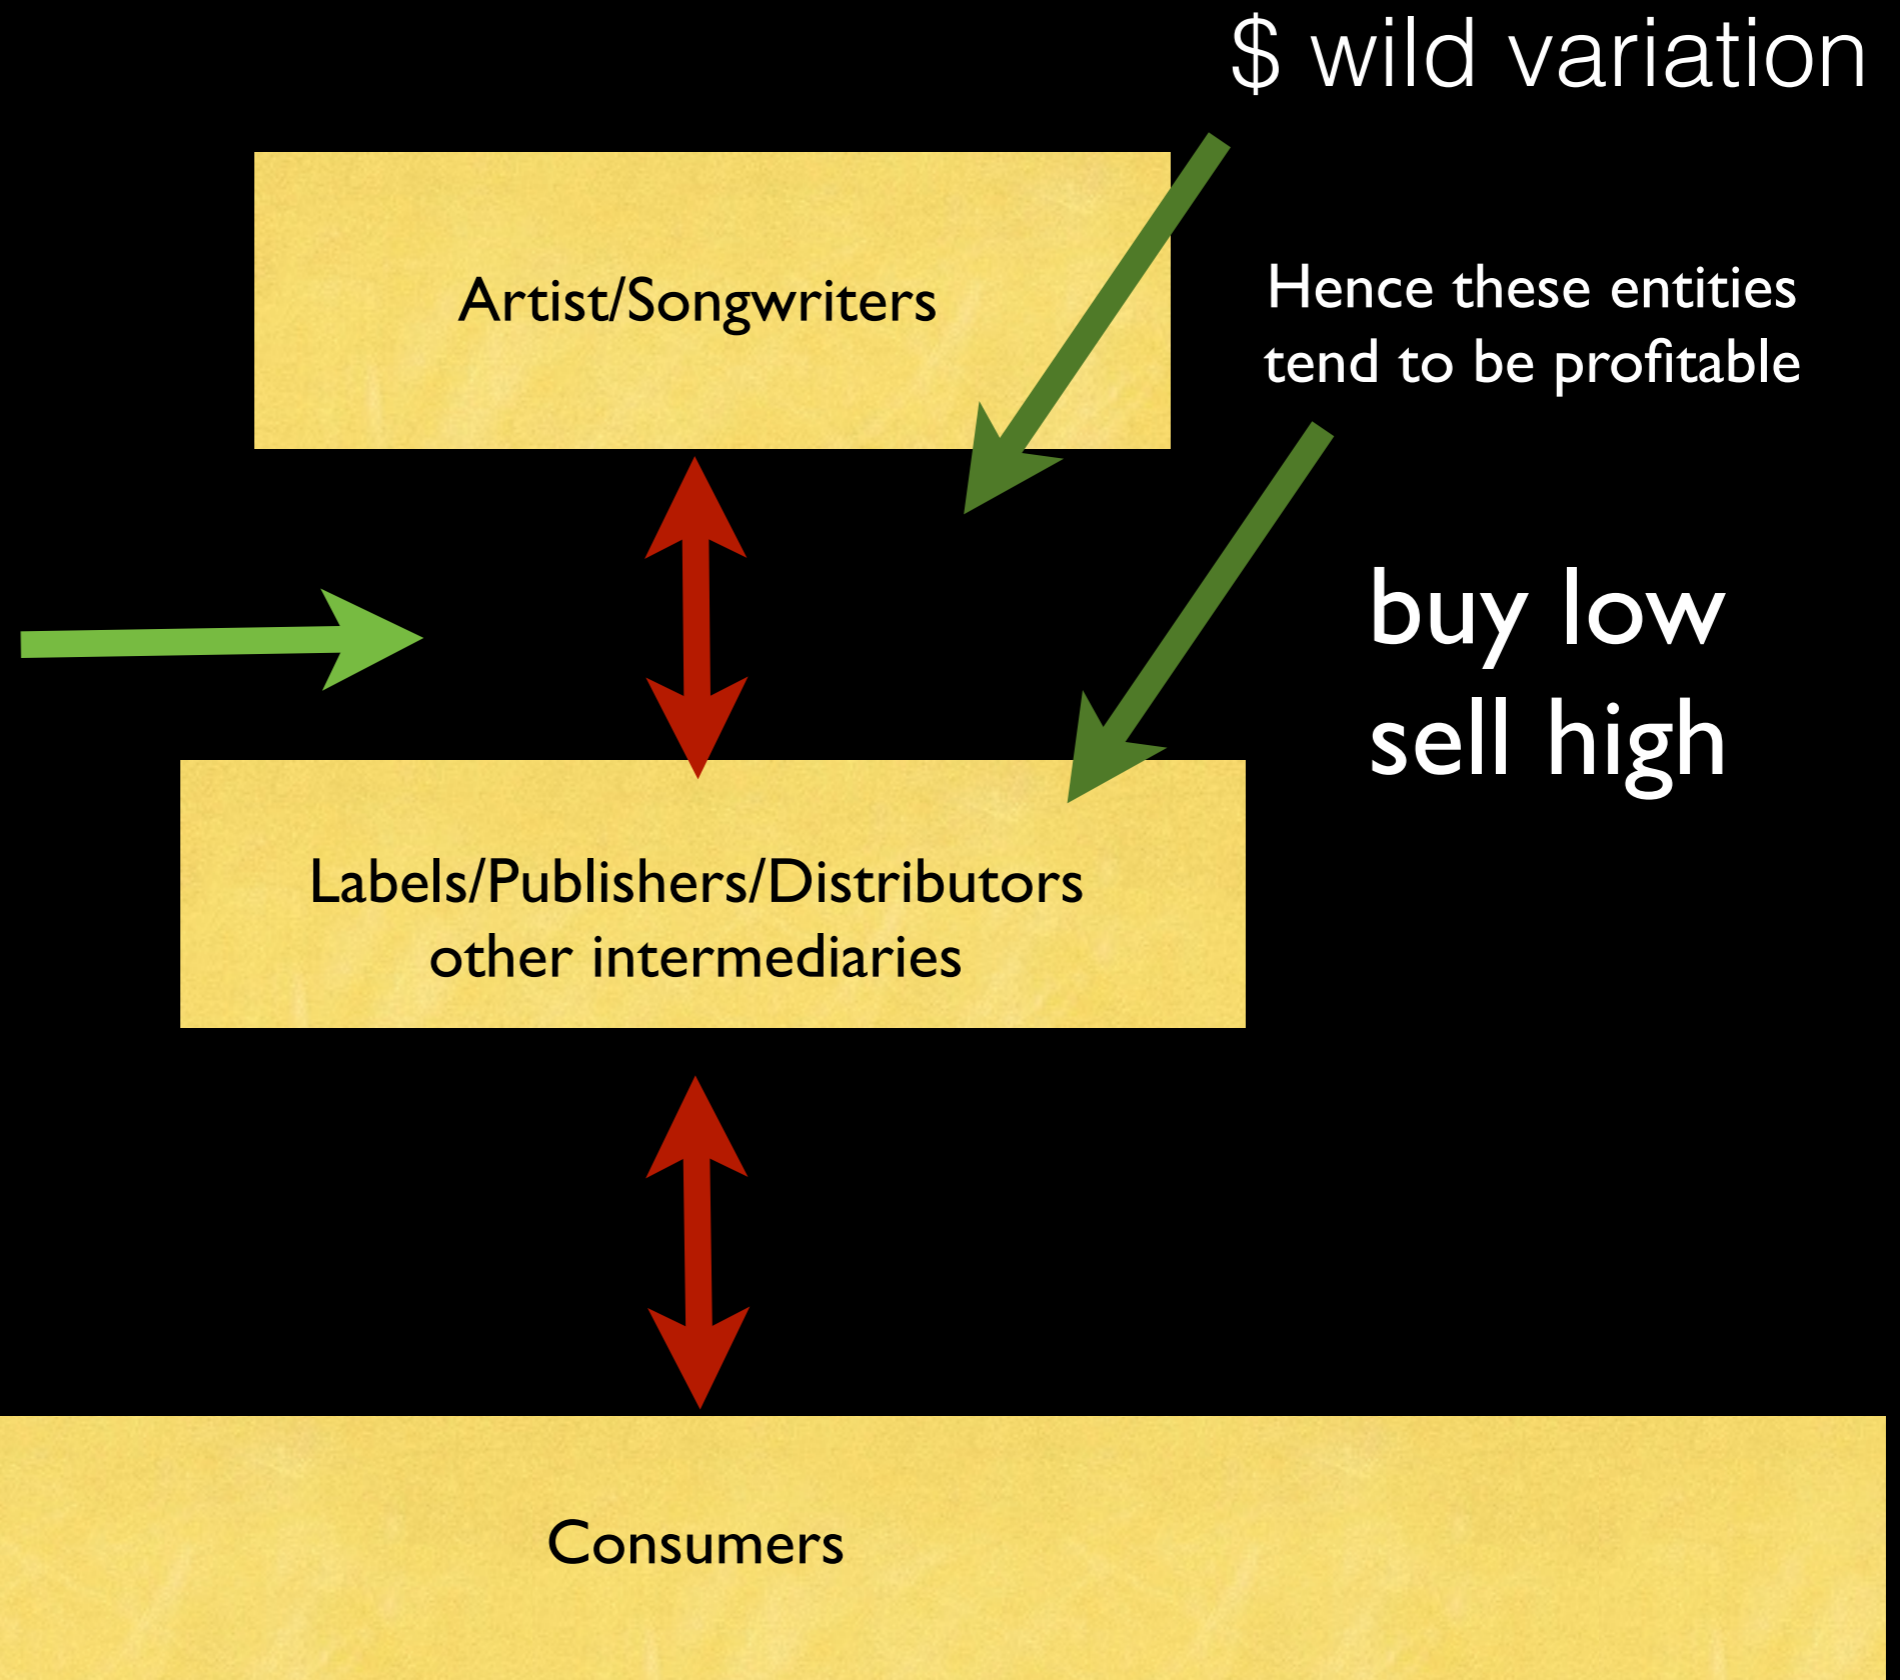 $ wild variation
Artist/Songwriters
Hence these entities
tend to be profitable
buy low
sell high
Labels/Publishers/Distributors
other intermediaries
Consumers